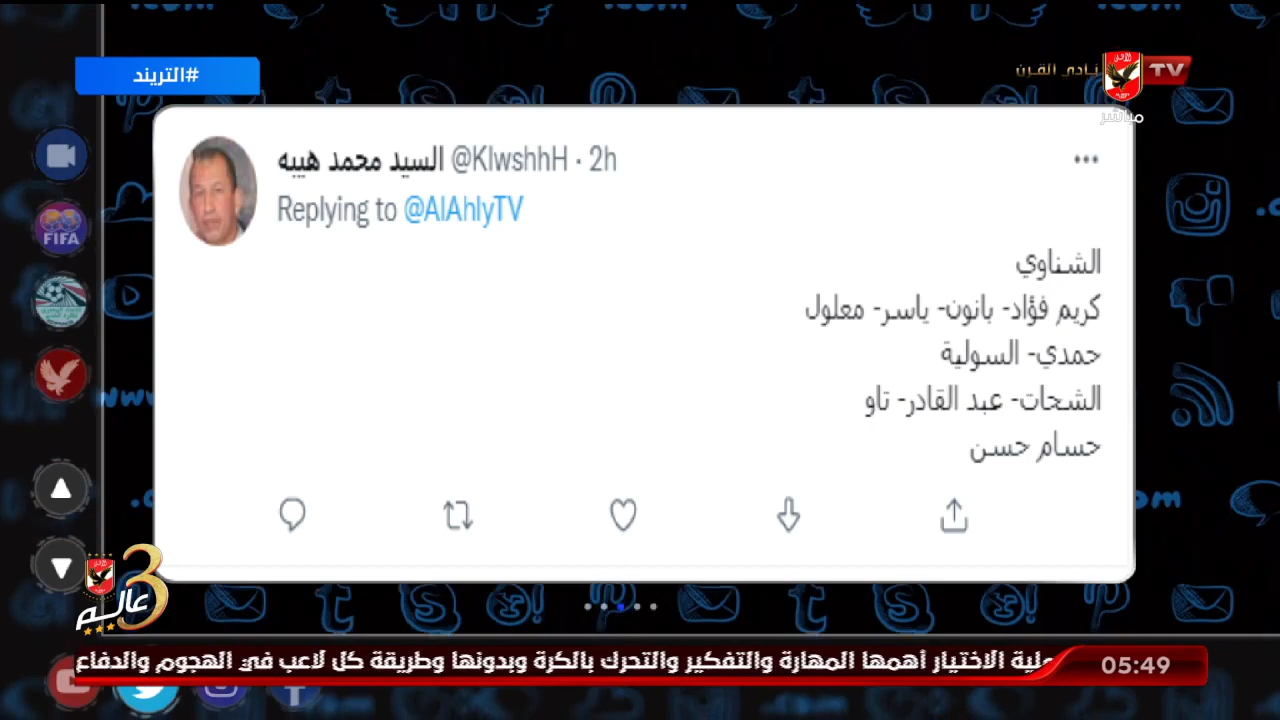 #التريند
نادي القرن
TV
مباشر
السيد محمد هيبه @KlwshhH · 2h
Replying to @AlAhlyTV
الشناوي
كريم فؤاد- بانون- ياسر- معلول
حمدي- السولية
الشحات- عبد القادر- تاو
حسام حسن
FIFA
3
عالم
ملية الاختيار أهمها المهارة والتفكير والتحرك بالكرة وبدونها وطريقة كل لاعب في الهجوم والدفاع
05:49